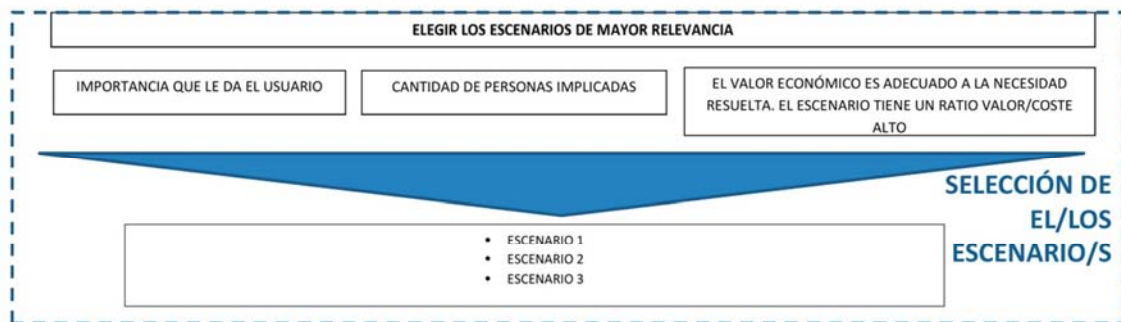 ELEGIR LOS ESCENARIOS DE MAYOR RELEVANCIA
IMPORTANCIA QUE LE DA EL USUARIO
CANTIDAD DE PERSONAS IMPLICADAS
EL VALOR ECONÓMICO ES ADECUADO A LA NECESIDAD
RESUELTA. EL ESCENARIO TIENE UN RATIO VALOR/COSTE
ALTO
SELECCIÓN DE
EL/LOS
ESCENARIO/S
• ESCENARIO 1
• ESCENARIO 2
• ESCENARIO 3